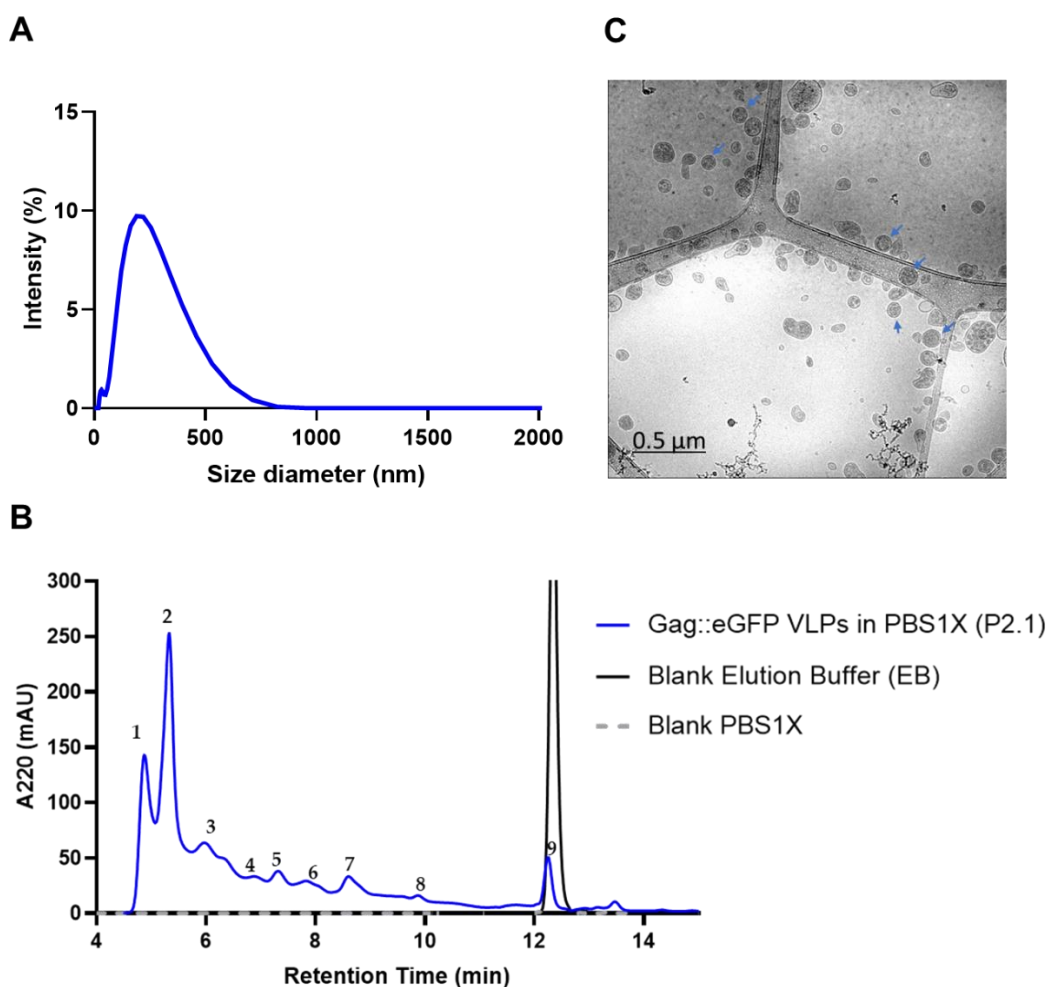 A
C
15
10
5
0
Intensity (%)
0 500 1000 1500 2000
Size diameter (nm)
0.5 µm
B
300
250
200
150
100
50
0
A220 (mAU)
1
2
3
4
5
6
7
8
9
4 6 8 10 12 14
Retention Time (min)
Gag::eGFP VLPs in PBS1X (P2.1)
Blank Elution Buffer (EB)
Blank PBS1X